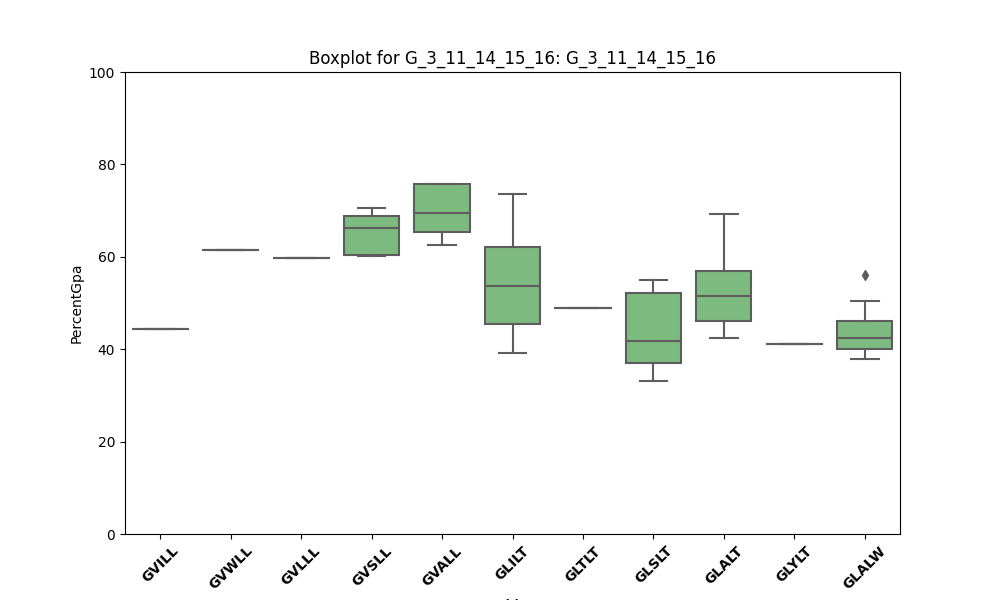 Boxplot for G_3_11_14_15_16: G_3_11_14_15_16
100
80
60
40
20
0
PercentGpa
GVILL
GVWLL
GVLLL
GVSLL
GVALL
GLILT
GLTLT
GLSLT
GLALT
GLYLT
GLALW